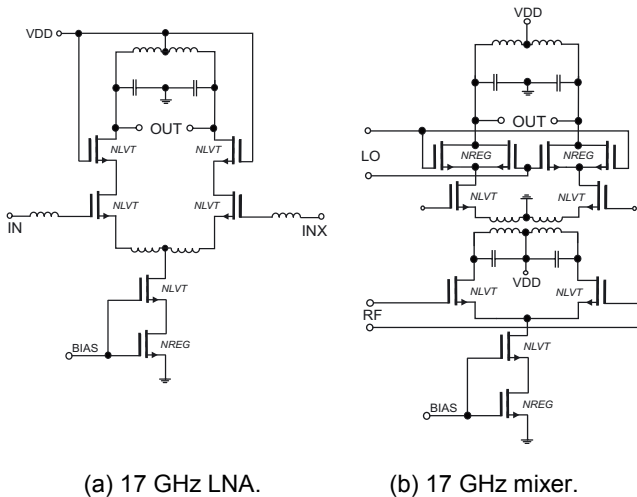 VDD
OUT
NLVT
NLVT
NLVT
NLVT
IN
INX
NLVT
BIAS
NREG
(a) 17 GHz LNA.
VDD
OUT
LO
NREG
NREG
NLVT
NLVT
VDD
NLVT
NLVT
RF
NLVT
BIAS
NREG
(b) 17 GHz mixer.